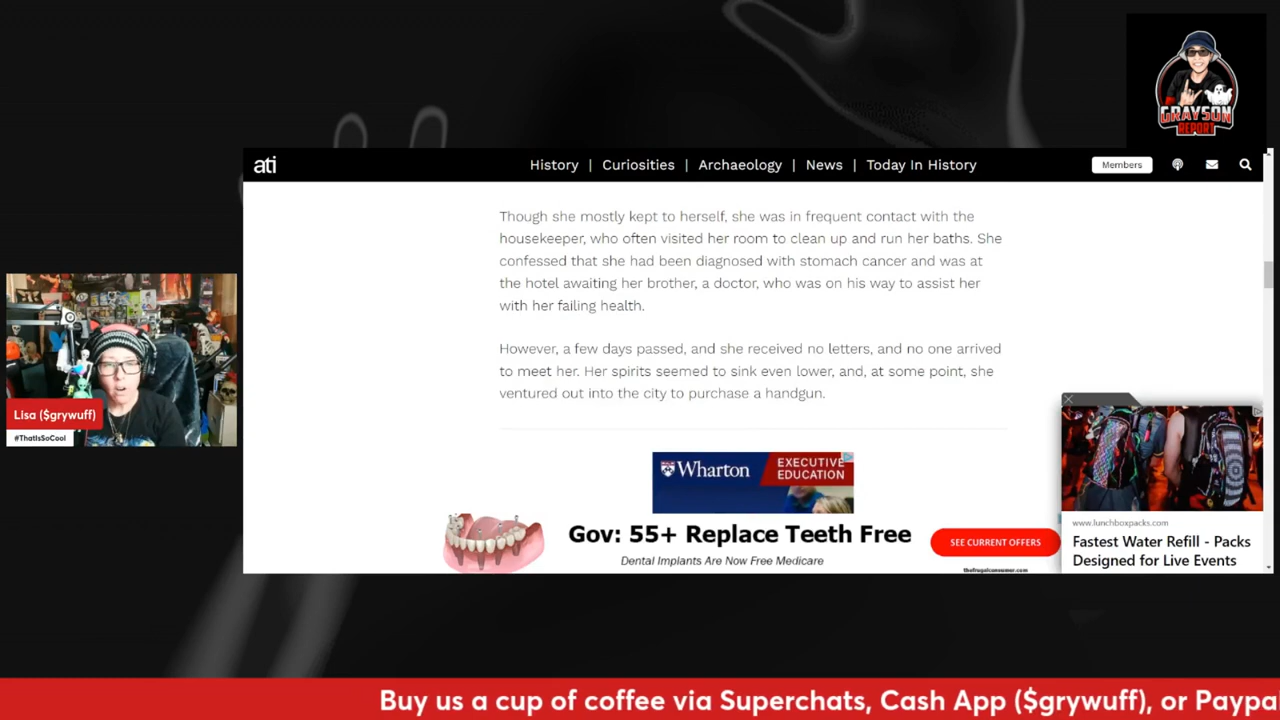 GRAYSON
REPORT
ati
History | Curiosities | Archaeology | News | Today In History
Members
Though she mostly kept to herself, she was in frequent contact with the
housekeeper, who often visited her room to clean up and run her baths. She
confessed that she had been diagnosed with stomach cancer and was at
the hotel awaiting her brother, a doctor, who was on his way to assist her
with her failing health.
However, a few days passed, and she received no letters, and no one arrived
to meet her. Her spirits seemed to sink even lower, and, at some point, she
ventured out into the city to purchase a handgun.
Lisa ($grywuff)
#ThatIsSoCool
Wharton
EXECUTIVE
EDUCATION
Gov: 55+ Replace Teeth Free
Dental Implants Are Now Free Medicare
SEE CURRENT OFFERS
thefrugalconsumer.com
www.lunchboxpacks.com
Fastest Water Refill - Packs
Designed for Live Events
Buy us a cup of coffee via Superchats, Cash App ($grywuff), or Paypa